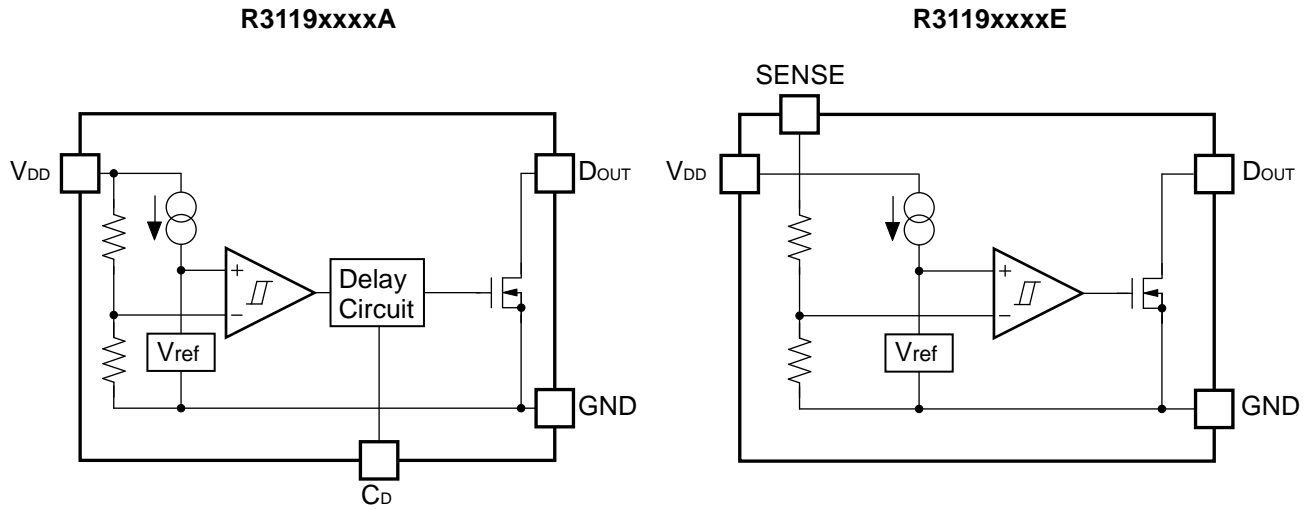 R3119xxxxA
VDD
+
−
Vref
Delay
Circuit
DOUT
GND
CD
R3119xxxxE
SENSE
VDD
+
−
Vref
DOUT
GND